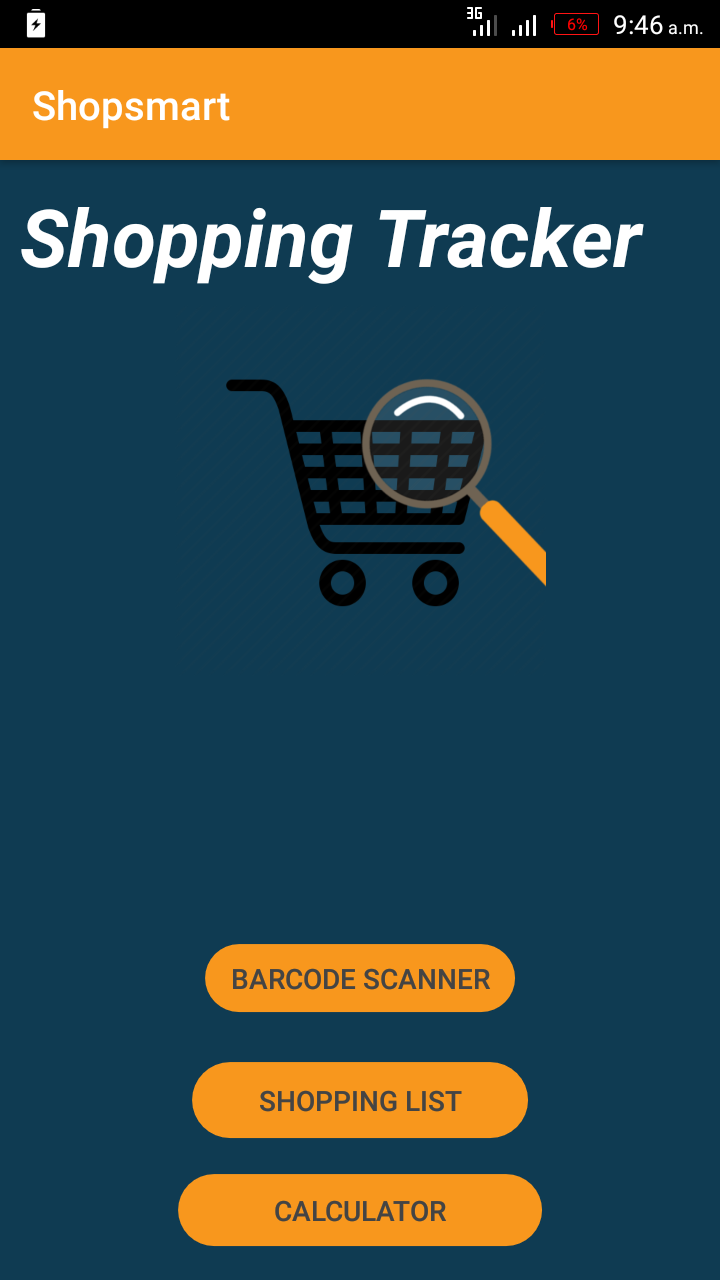 3G 6% 9:46 a.m.
Shopsmart
Shopping Tracker
BARCODE SCANNER
SHOPPING LIST
CALCULATOR